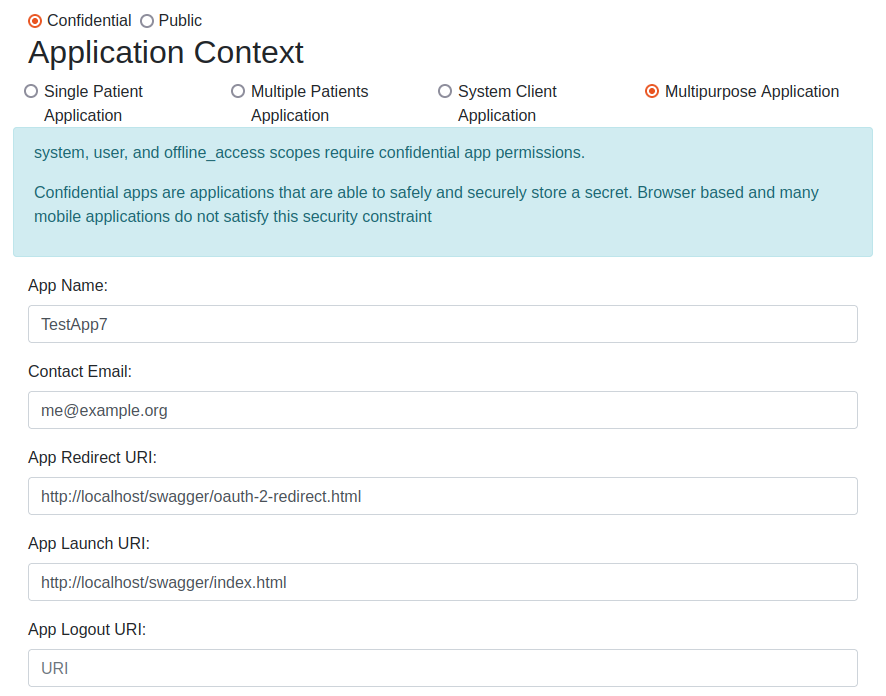 Confidential Public
Application Context
Single Patient Application
Multiple Patients Application
System Client Application
Multipurpose Application
system, user, and offline_access scopes require confidential app permissions.
Confidential apps are applications that are able to safely and securely store a secret. Browser based and many
mobile applications do not satisfy this security constraint
App Name:
TestApp7
Contact Email:
me@example.org
App Redirect URI:
http://localhost/swagger/oauth-2-redirect.html
App Launch URI:
http://localhost/swagger/index.html
App Logout URI:
URI